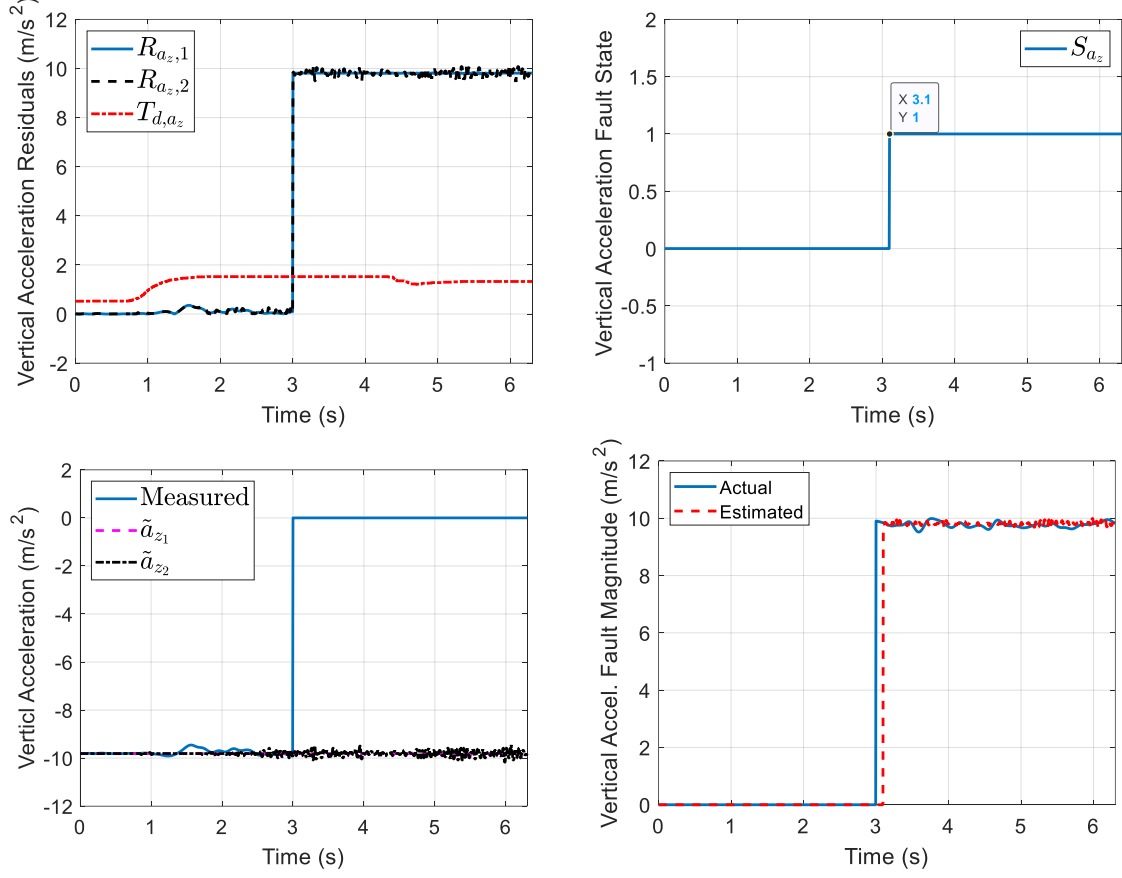 Vertical Acceleration Residuals (m/s²)
12
10
8
6
4
2
0
-2
R_{a_z,1}
R_{a_z,2}
T_{d,a_z}
0 1 2 3 4 5 6
Time (s)
Vertical Acceleration Fault State
2
1.5
1
0.5
0
-0.5
-1
S_{a_z}
X 3.1
Y 1
0 1 2 3 4 5 6
Time (s)
Verticl Acceleration (m/s²)
2
0
-2
-4
-6
-8
-10
-12
Measured
ã_{z_1}
ã_{z_2}
0 1 2 3 4 5 6
Time (s)
Vertical Accel. Fault Magnitude (m/s²)
12
10
8
6
4
2
0
Actual
Estimated
0 1 2 3 4 5 6
Time (s)